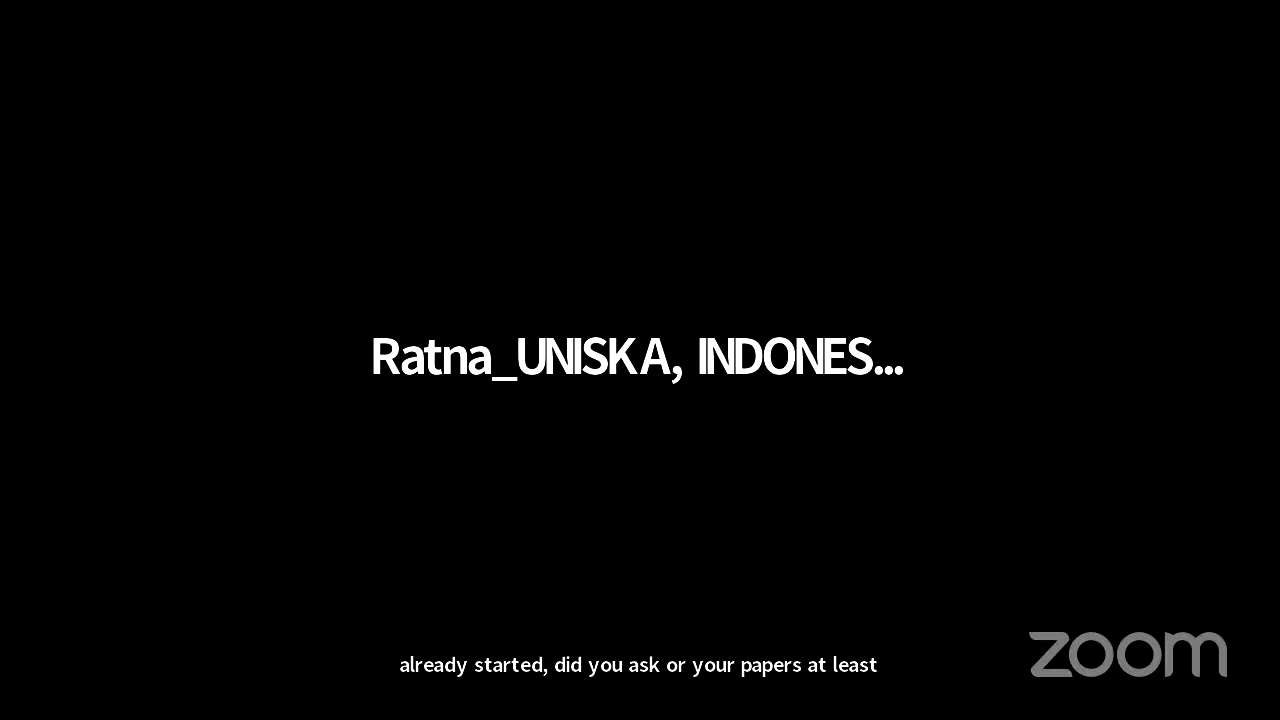 Ratna_UNISKA, INDONES...
already started, did you ask or your papers at least
zoom